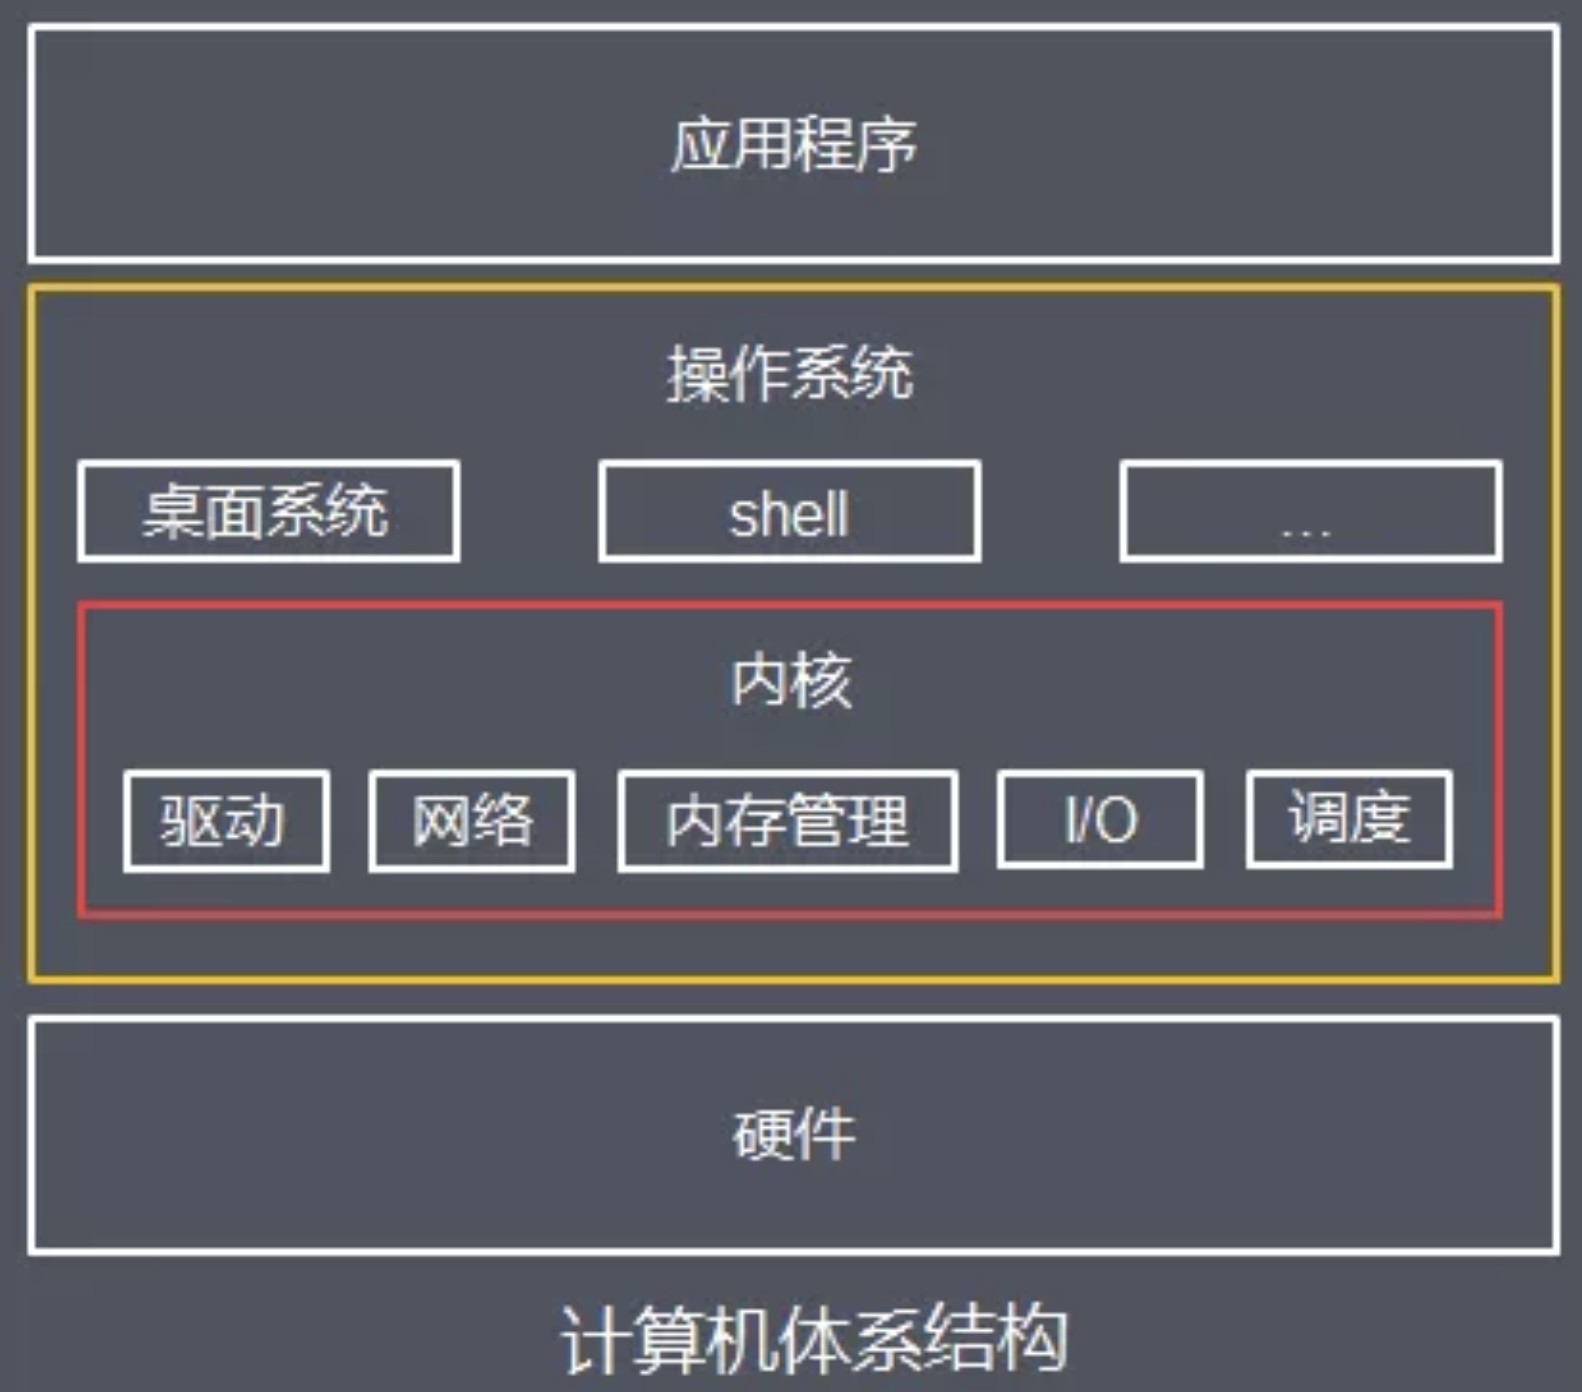 应用程序
操作系统
桌面系统 shell ...
内核
驱动 网络 内存管理 I/O 调度
硬件
计算机体系结构